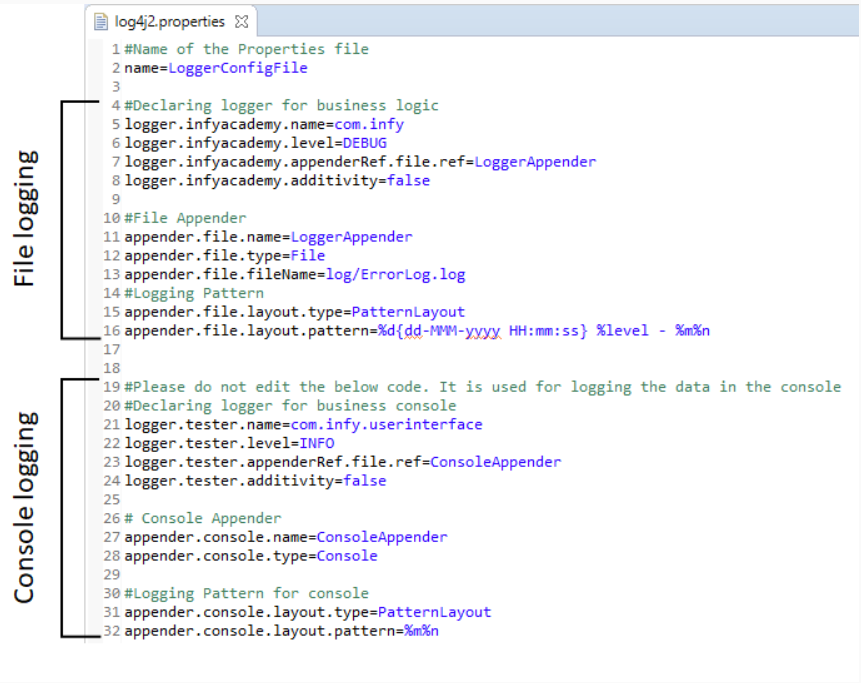 log4j2.properties
File logging
Console logging
1 #Name of the Properties file
2 name=LoggerConfigFile
3
4 #Declaring logger for business logic
5 logger.infyacademy.name=com.infy
6 logger.infyacademy.level=DEBUG
7 logger.infyacademy.appenderRef.file.ref=LoggerAppender
8 logger.infyacademy.additivity=false
9
10 #File Appender
11 appender.file.name=LoggerAppender
12 appender.file.type=File
13 appender.file.fileName=log/ErrorLog.log
14 #Logging Pattern
15 appender.file.layout.type=PatternLayout
16 appender.file.layout.pattern=%d{dd-MMM-yyyy HH:mm:ss} %level - %m%n
17
18
19 #Please do not edit the below code. It is used for logging the data in the console
20 #Declaring logger for business console
21 logger.tester.name=com.infy.userinterface
22 logger.tester.level=INFO
23 logger.tester.appenderRef.file.ref=ConsoleAppender
24 logger.tester.additivity=false
25
26 # Console Appender
27 appender.console.name=ConsoleAppender
28 appender.console.type=Console
29
30 #Logging Pattern for console
31 appender.console.layout.type=PatternLayout
32 appender.console.layout.pattern=%m%n